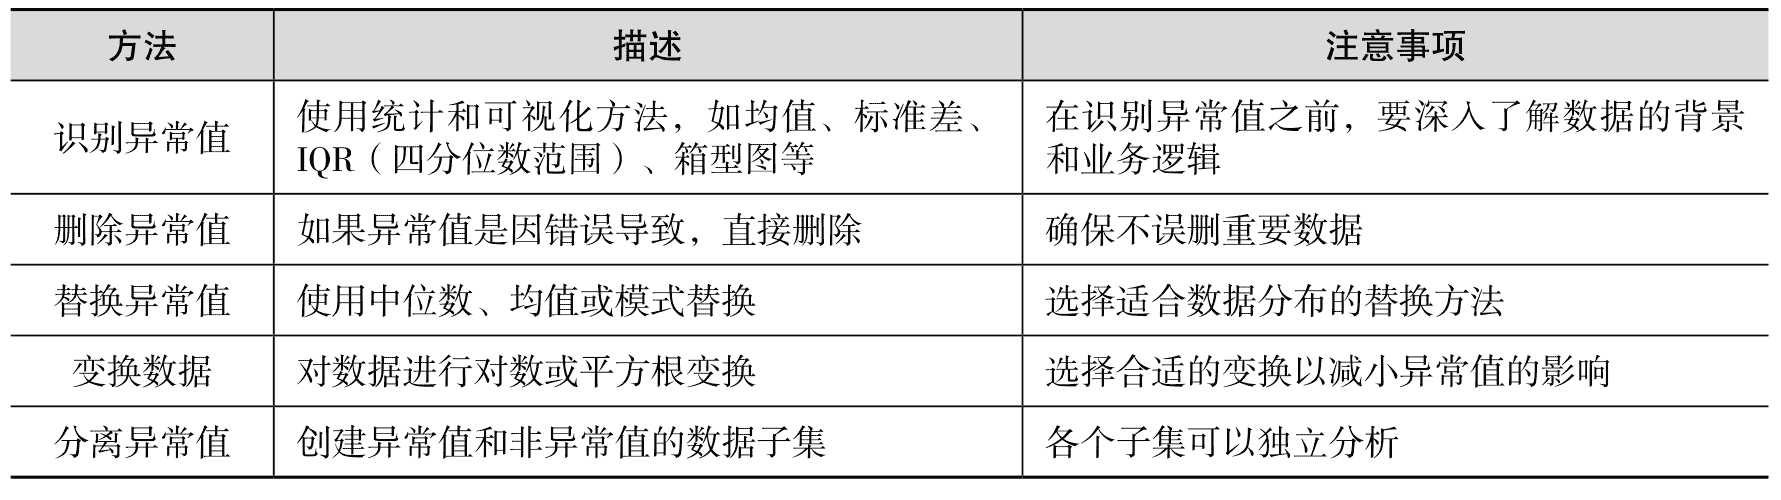 方法 描述 注意事项
识别异常值 使用统计和可视化方法，如均值、标准差、 在识别异常值之前，要深入了解数据的背景
IQR（四分位数范围）、箱型图等 和业务逻辑
删除异常值 如果异常值是因错误导致，直接删除 确保不误删重要数据
替换异常值 使用中位数、均值或模式替换 选择适合数据分布的替换方法
变换数据 对数据进行对数或平方根变换 选择合适的变换以减小异常值的影响
分离异常值 创建异常值和非异常值的数据子集 各个子集可以独立分析